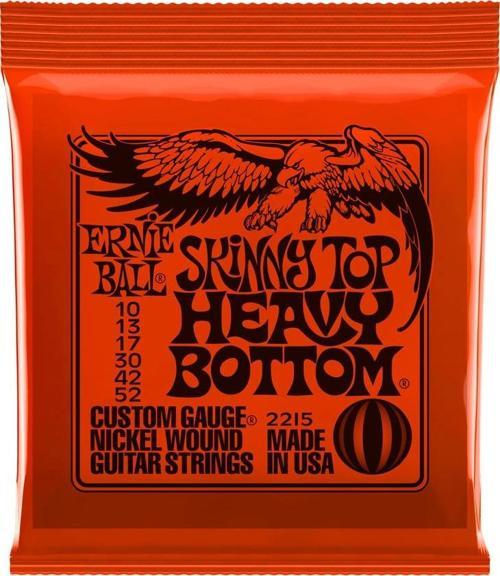 ERNIE
BALL®
SKINNY TOP
HEAVY
BOTTOM®
10
13
17
30
42
52
CUSTOM GAUGE® 2215
NICKEL WOUND MADE
GUITAR STRINGS IN USA